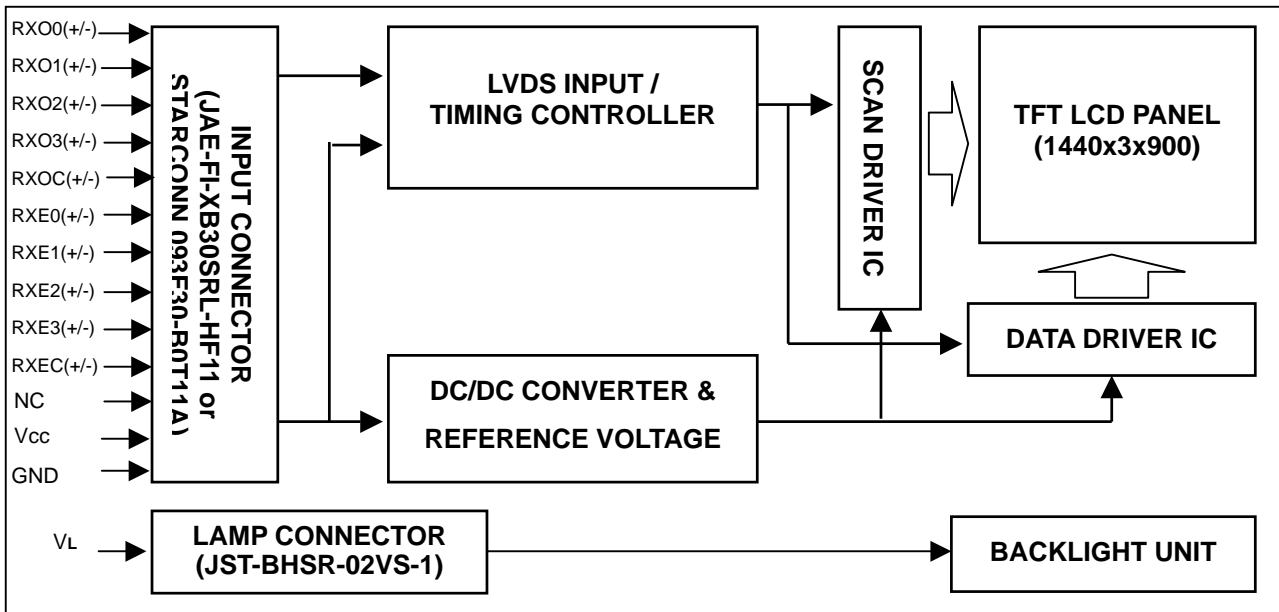 RXO0(+/-)
RXO1(+/-)
RXO2(+/-)
RXO3(+/-)
RXOC(+/-)
RXE0(+/-)
RXE1(+/-)
RXE2(+/-)
RXE3(+/-)
RXEC(+/-)
NC
Vcc
GND
VL
INPUT CONNECTOR
(JAE-FI-XB30SRL-HF11 or
STARCONN 093F30-B0T11A)
LVDS INPUT /
TIMING CONTROLLER
SCAN DRIVER IC
TFT LCD PANEL
(1440x3x900)
DATA DRIVER IC
DC/DC CONVERTER &
REFERENCE VOLTAGE
LAMP CONNECTOR
(JST-BHSR-02VS-1)
BACKLIGHT UNIT